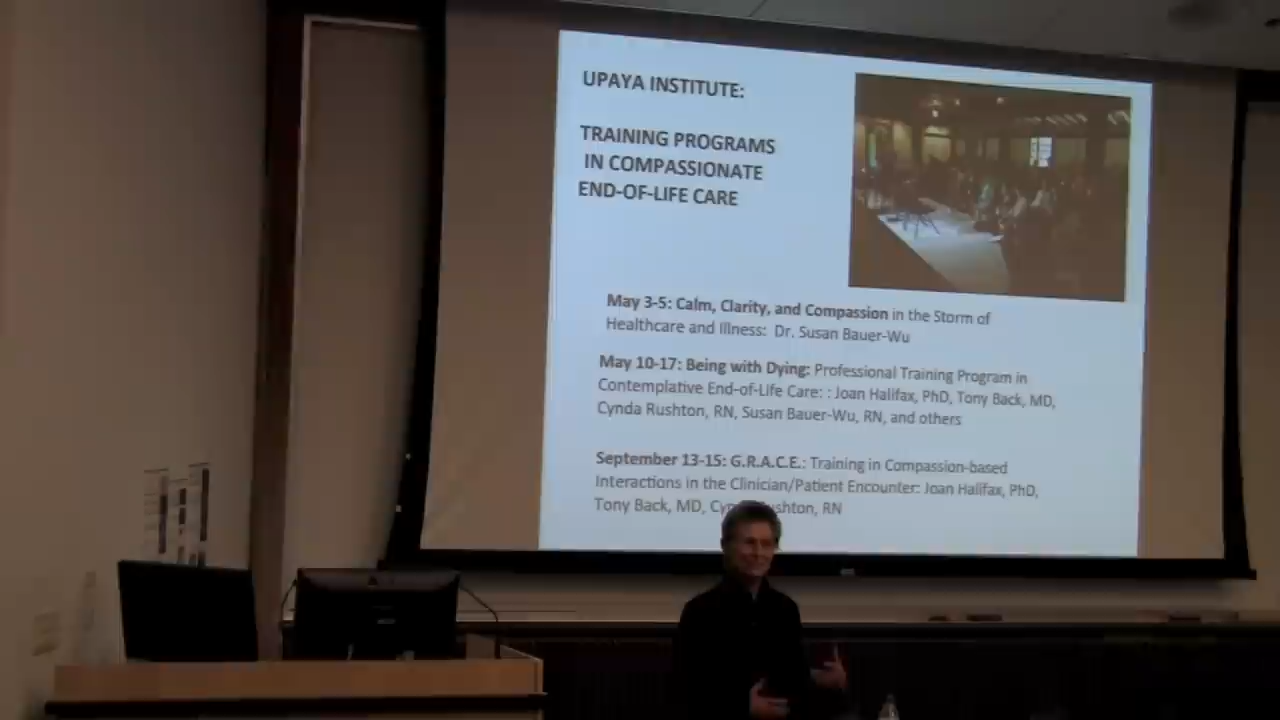 UPAYA INSTITUTE:
TRAINING PROGRAMS
IN COMPASSIONATE
END-OF-LIFE CARE
May 3-5: Calm, Clarity, and Compassion in the Storm of
Healthcare and Illness: Dr. Susan Bauer-Wu
May 10-17: Being with Dying: Professional Training Program in
Contemplative End-of-Life Care: : Joan Halifax, PhD, Tony Back, MD,
Cynda Rushton, RN, Susan Bauer-Wu, RN, and others
September 13-15: G.R.A.C.E.: Training in Compassion-based
Interactions in the Clinician/Patient Encounter: Joan Halifax, PhD,
Tony Back, MD, RN